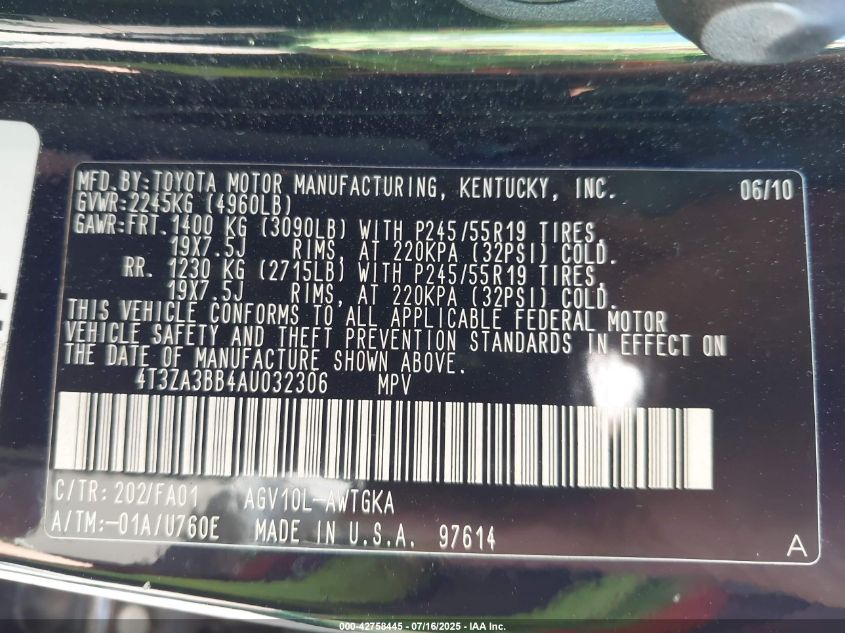 MFD.BY:TOYOTA MOTOR MANUFACTURING, KENTUCKY, INC. 06/10
GVWR:2245KG (4960LB)
GAWR:FRT. 1400 KG (3090LB) WITH P245/55R19 TIRES,
19X7.5J RIMS, AT 220KPA (32PSI) COLD.
RR. 1230 KG (2715LB) WITH P245/55R19 TIRES,
19X7.5J RIMS, AT 220KPA (32PSI) COLD.
THIS VEHICLE CONFORMS TO ALL APPLICABLE FEDERAL MOTOR
VEHICLE SAFETY AND THEFT PREVENTION STANDARDS IN EFFECT ON
THE DATE OF MANUFACTURE SHOWN ABOVE.
4T3ZA3BB4AU032306 MPV
C/TR: 202/FA01 AGV10L-AWTGKA
A/TM:-01A/U760E MADE IN U.S.A. 97614
A
000-42758445 - 07/16/2025 - IAA Inc.